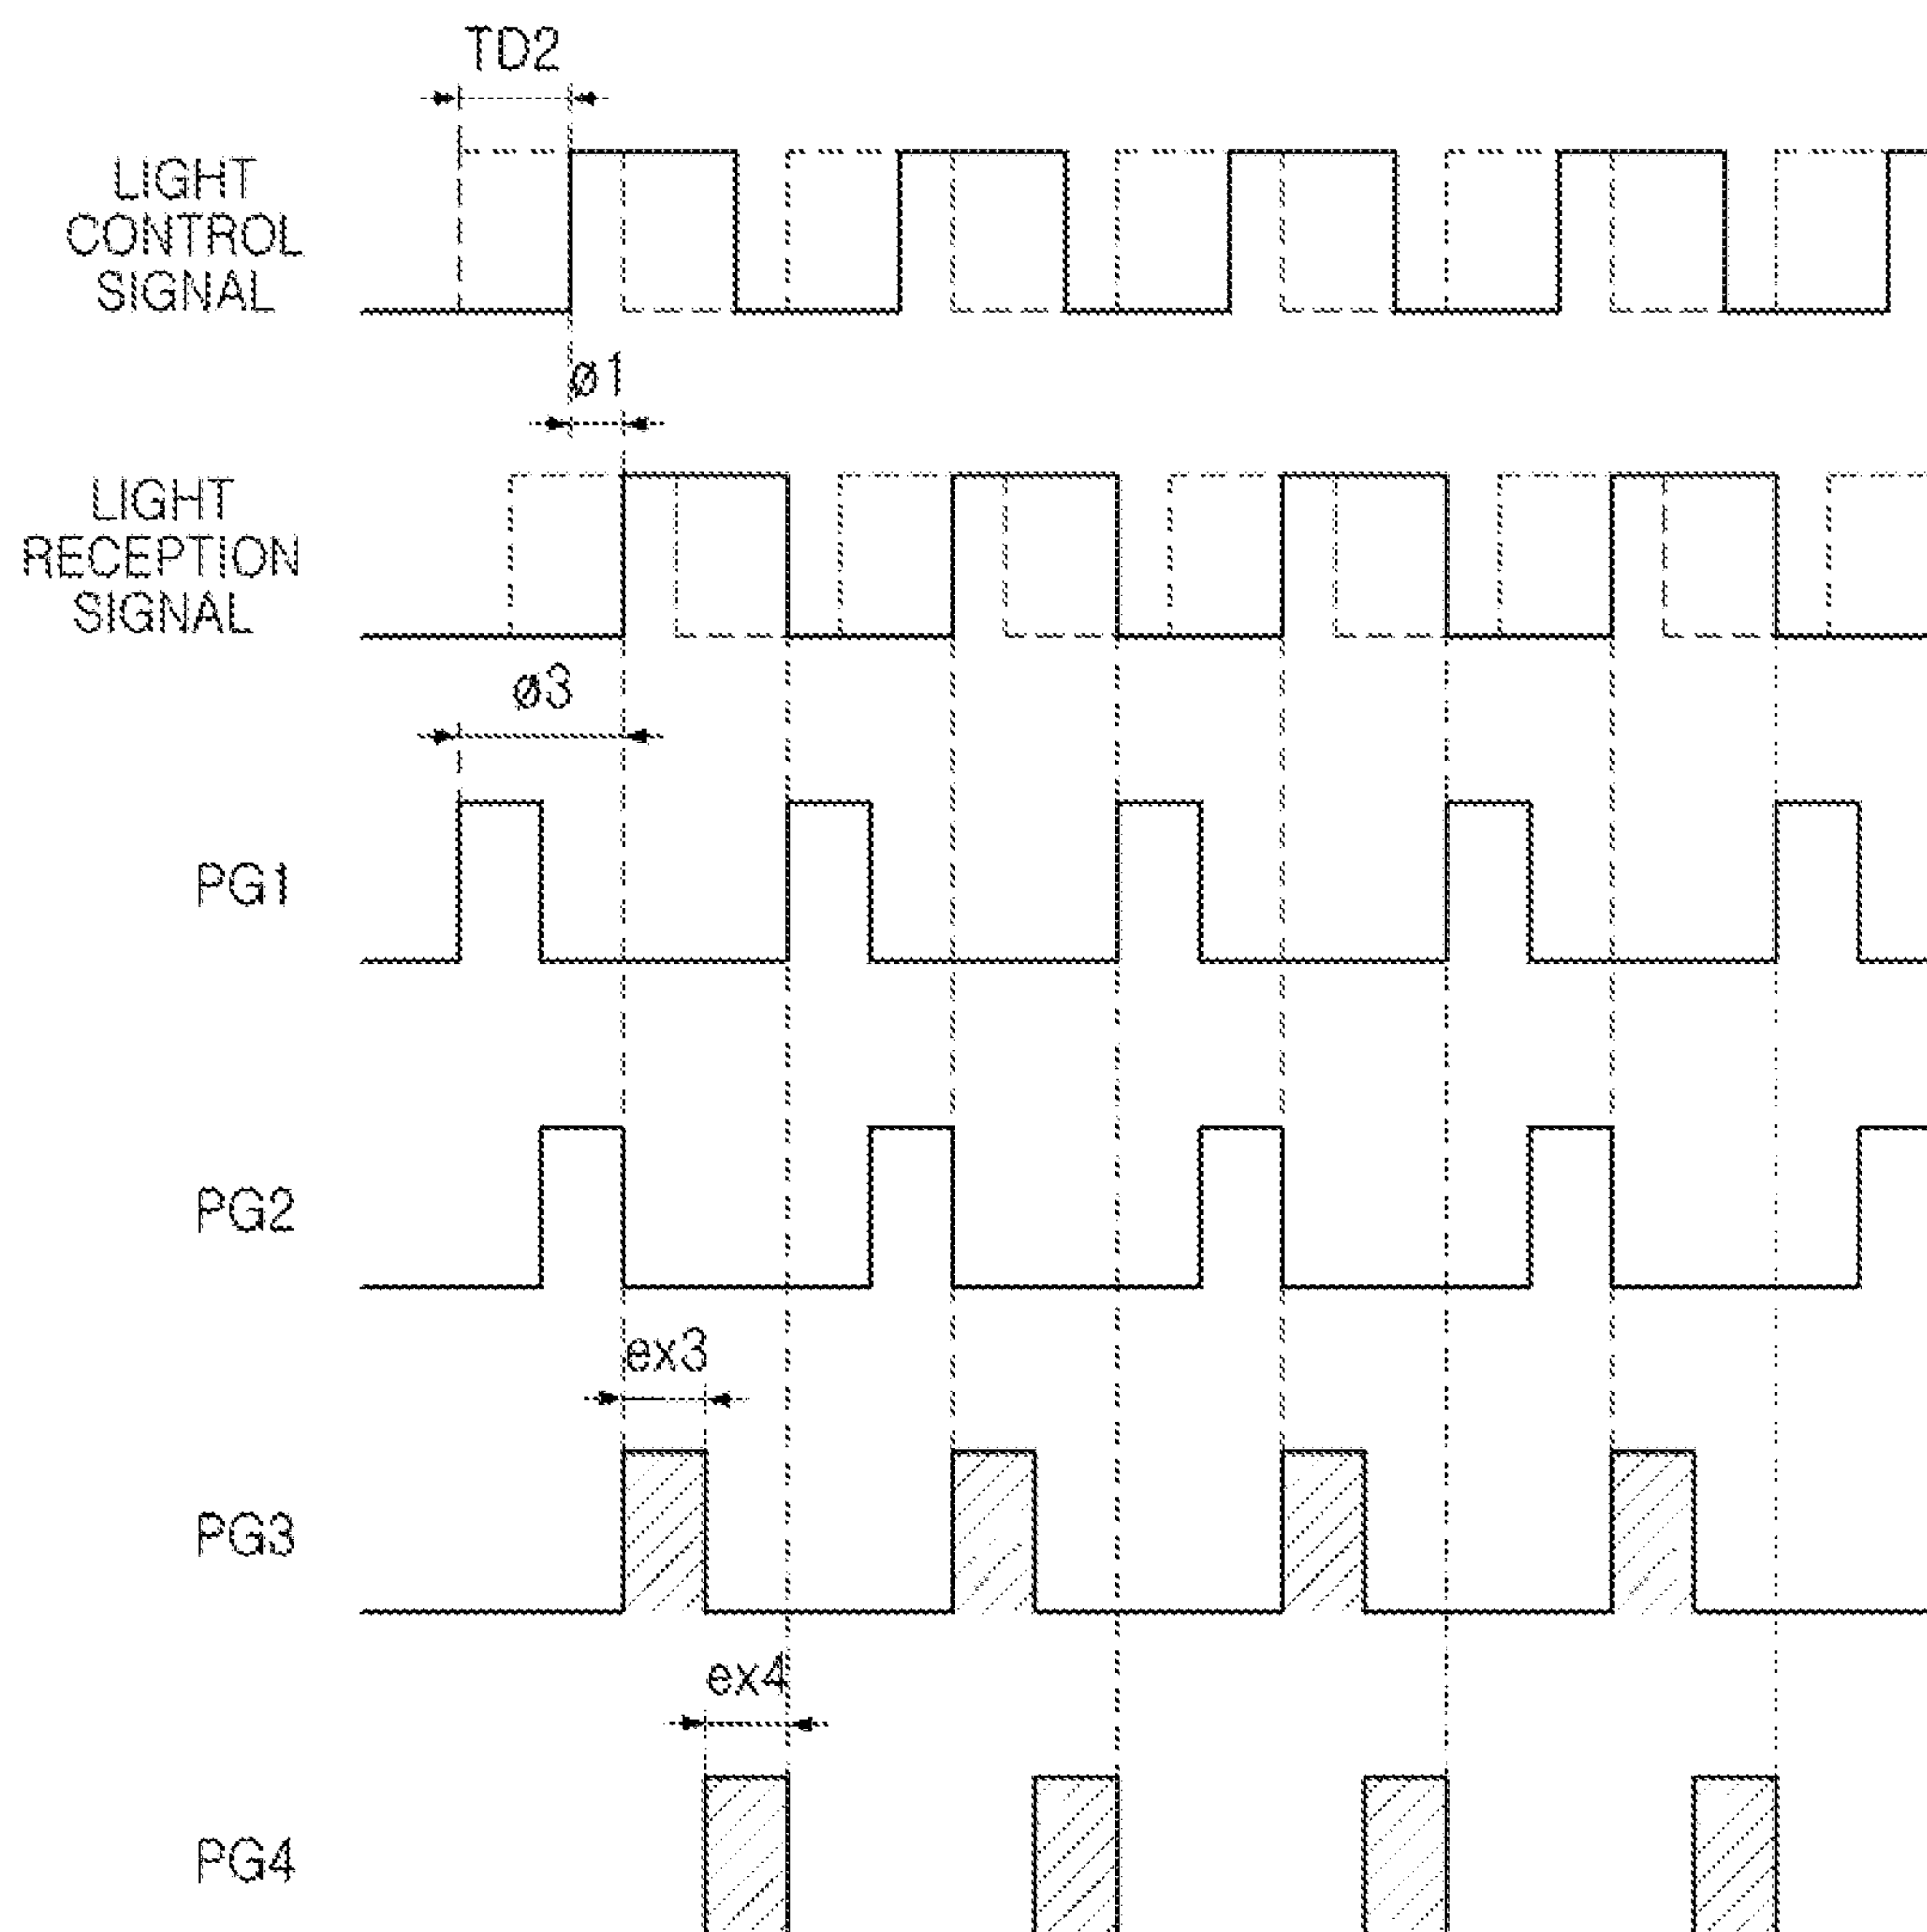 TD2
LIGHT
CONTROL
SIGNAL
ø1
LIGHT
RECEPTION
SIGNAL
ø3
PG1
PG2
ex3
PG3
ex4
PG4